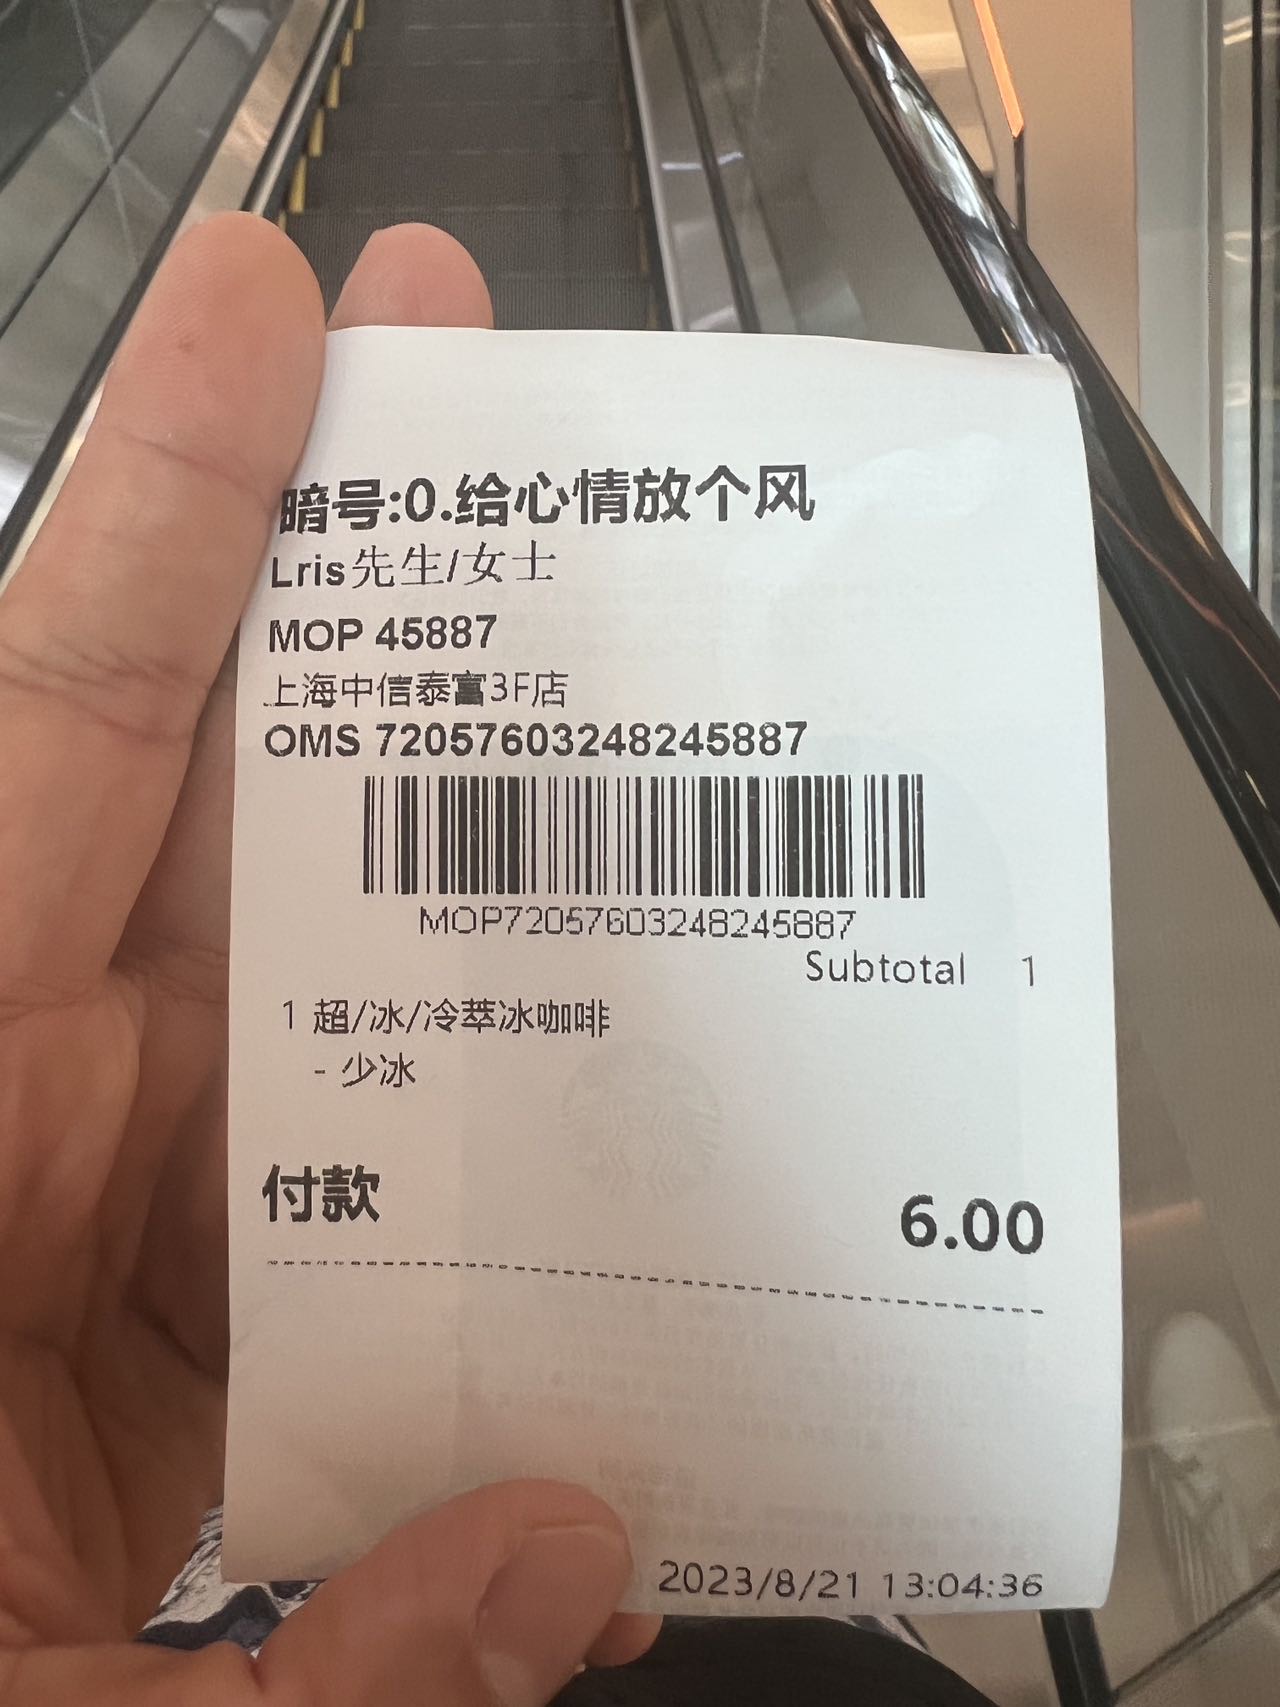 暗号:0.给心情放个风
Lris先生/女士
MOP 45887
上海中信泰富3F店
OMS 72057603248245887
MOP72057603248245887
Subtotal 1
1 超/冰/冷萃冰咖啡
- 少冰
付款 6.00
2023/8/21 13:04:36